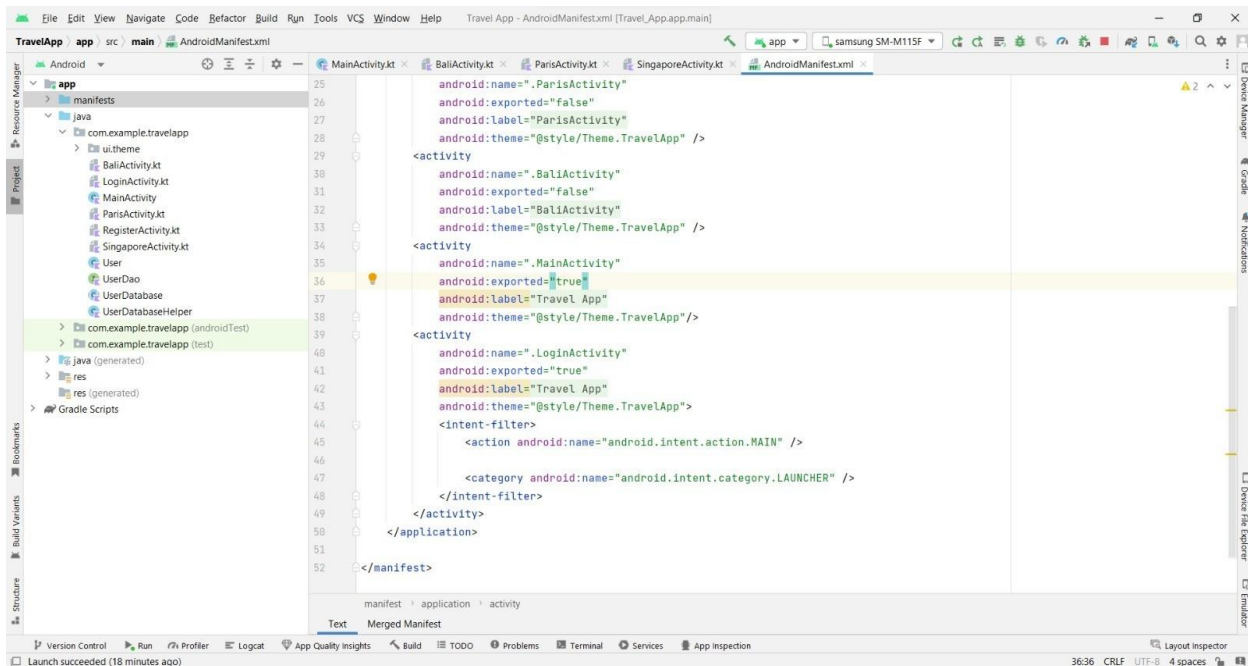 File Edit View Navigate Code Refactor Build Run Tools VCS Window Help Travel App - AndroidManifest.xml [Travel_App.app.main]
TravelApp app src main AndroidManifest.xml
app samsung SM-M115F
Android
MainActivity.kt BaliActivity.kt ParisActivity.kt SingaporeActivity.kt AndroidManifest.xml
Resource Manager
Project
Bookmarks
Build Variants
Structure
app
manifests
java
com.example.travelapp
ui.theme
BaliActivity.kt
LoginActivity.kt
MainActivity
ParisActivity.kt
RegisterActivity.kt
SingaporeActivity.kt
User
UserDao
UserDatabase
UserDatabaseHelper
com.example.travelapp (androidTest)
com.example.travelapp (test)
java (generated)
res
res (generated)
Gradle Scripts
2
25 android:name=".ParisActivity"
26 android:exported="false"
27 android:label="ParisActivity"
28 android:theme="@style/Theme.TravelApp" />
29 <activity
30 android:name=".BaliActivity"
31 android:exported="false"
32 android:label="BaliActivity"
33 android:theme="@style/Theme.TravelApp" />
34 <activity
35 android:name=".MainActivity"
36 android:exported="true"
37 android:label="Travel App"
38 android:theme="@style/Theme.TravelApp"/>
39 <activity
40 android:name=".LoginActivity"
41 android:exported="true"
42 android:label="Travel App"
43 android:theme="@style/Theme.TravelApp">
44 <intent-filter>
45 <action android:name="android.intent.action.MAIN" />
46
47 <category android:name="android.intent.category.LAUNCHER" />
48 </intent-filter>
49 </activity>
50 </application>
51
52 </manifest>
Device Manager
Gradle
Notifications
Device File Explorer
Emulator
manifest application activity
Text Merged Manifest
Version Control Run Profiler Logcat App Quality Insights Build TODO Problems Terminal Services App Inspection Layout Inspector
Launch succeeded (18 minutes ago) 36:36 CRLF UTF-8 4 spaces